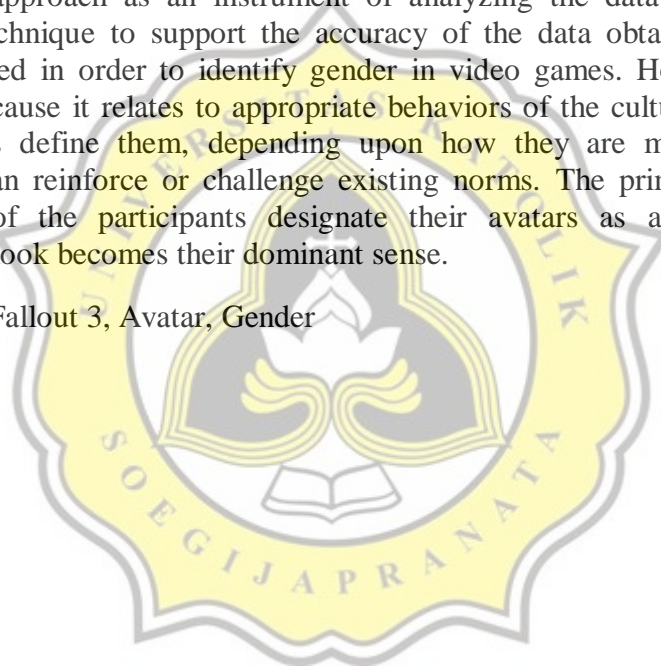 approach as an instrument of analyzing the data
chnique to support the accuracy of the data obta
ed in order to identify gender in video games. H
cause it relates to appropriate behaviors of the cultu
s define them, depending upon how they are m
an reinforce or challenge existing norms. The prin
of the participants designate their avatars as a
ook becomes their dominant sense.
Fallout 3, Avatar, Gender
UNIVERSITAS KATOLIK
SOEGIJAPRANATA